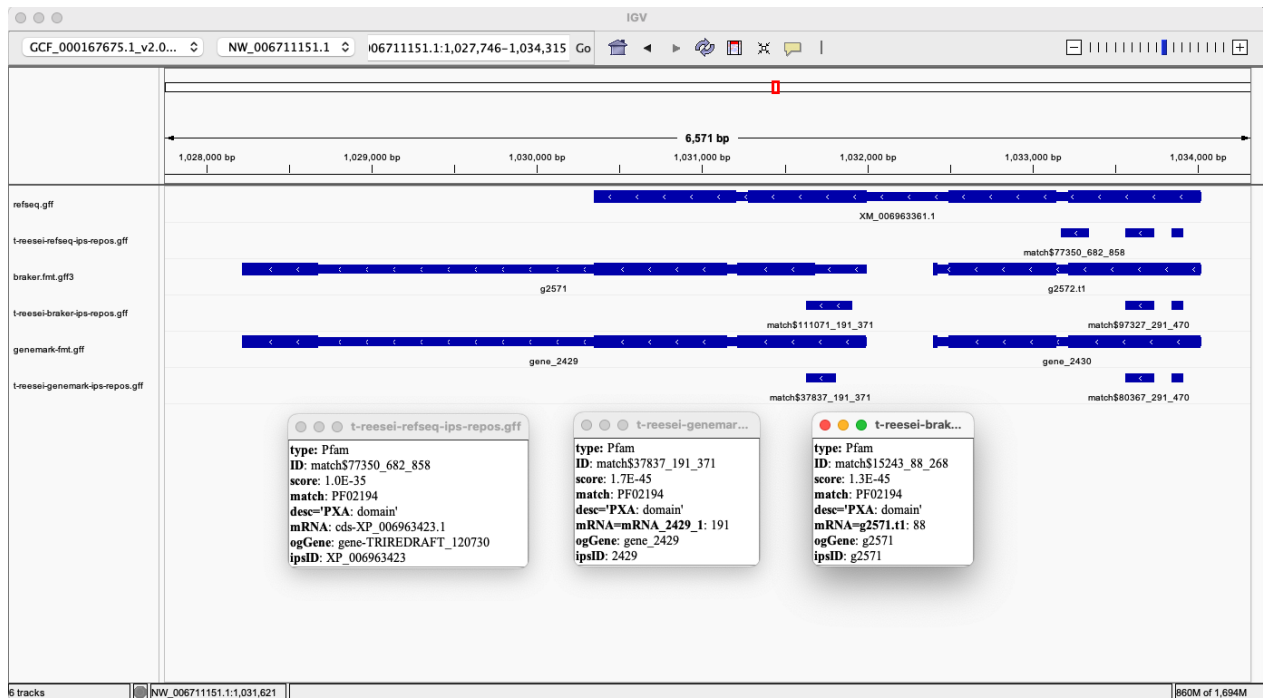 IGV
GCF_000167675.1_v2.0... NW_006711151.1 006711151.1:1,027,746-1,034,315 Go
6,571 bp
1,028,000 bp 1,029,000 bp 1,030,000 bp 1,031,000 bp 1,032,000 bp 1,033,000 bp 1,034,000 bp
refseq.gff
XM_006963361.1
t-reesei-refseq-ips-repos.gff
match$77350_682_858
braker.fmt.gff3
g2571 g2572.t1
t-reesei-braker-ips-repos.gff
match$111071_191_371 match$97327_291_470
genemark-fmt.gff
gene_2429 gene_2430
t-reesei-genemark-ips-repos.gff
match$37837_191_371 match$80367_291_470
t-reesei-refseq-ips-repos.gff
type: Pfam
ID: match$77350_682_858
score: 1.0E-35
match: PF02194
desc='PXA: domain'
mRNA: cds-XP_006963423.1
ogGene: gene-TRIREDRAFT_120730
ipsID: XP_006963423
t-reesei-genemar...
type: Pfam
ID: match$37837_191_371
score: 1.7E-45
match: PF02194
desc='PXA: domain'
mRNA=mRNA_2429_1: 191
ogGene: gene_2429
ipsID: 2429
t-reesei-brak...
type: Pfam
ID: match$15243_88_268
score: 1.3E-45
match: PF02194
desc='PXA: domain'
mRNA=g2571.t1: 88
ogGene: g2571
ipsID: g2571
6 tracks NW_006711151.1:1,031,621 860M of 1,694M